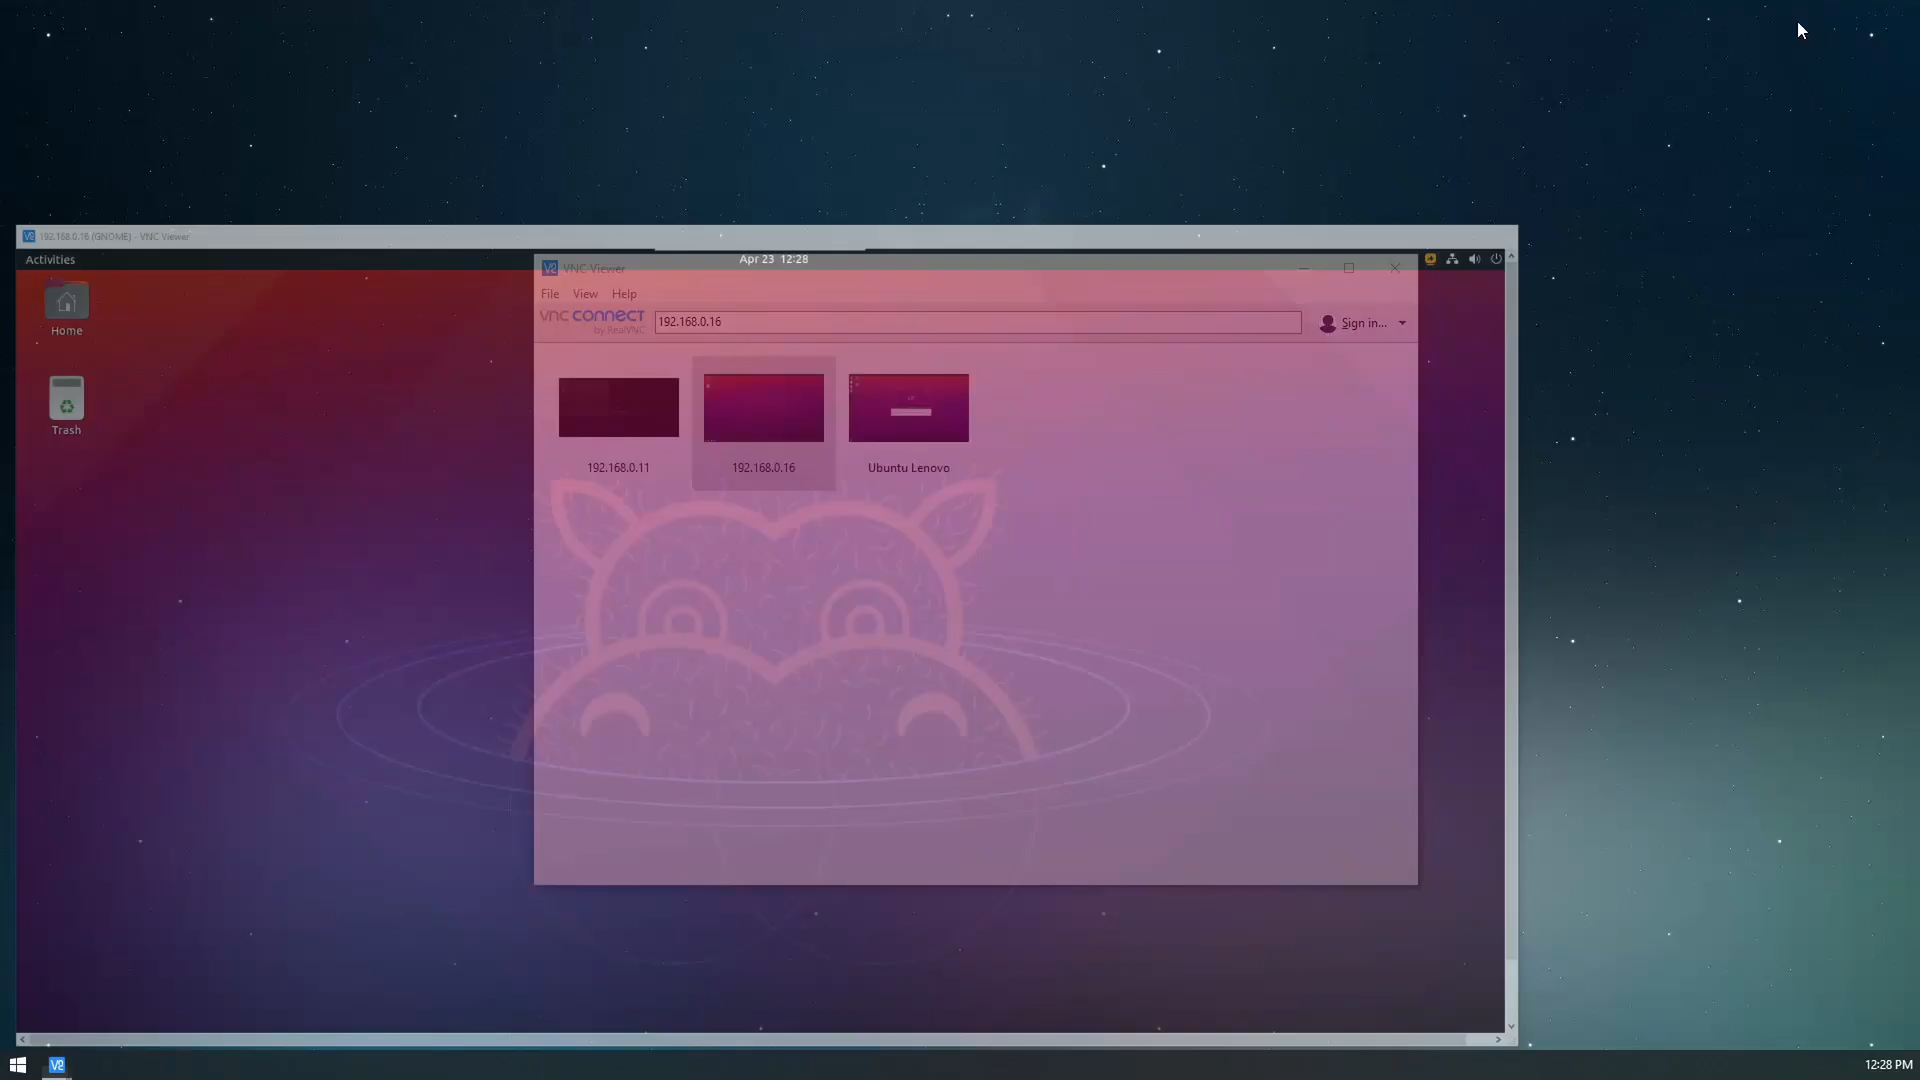 192.168.0.16 (GNOME) - VNC Viewer
Activities
Apr 23 12:28
Home
Trash
VNC Viewer
File View Help
VNC CONNECT
by RealVNC
192.168.0.16
Sign in...
192.168.0.11
192.168.0.16
Ubuntu Lenovo
12:28 PM